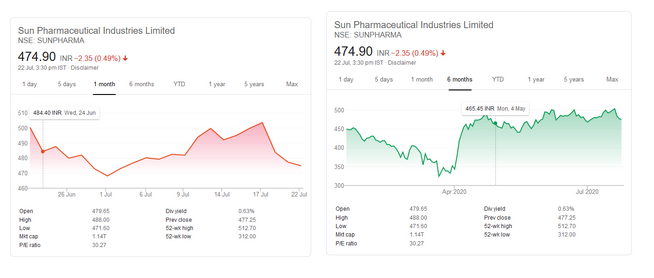 Sun Pharmaceutical Industries Limited
NSE: SUNPHARMA
474.90 INR −2.35 (0.49%) ↓
22 Jul, 3:30 pm IST · Disclaimer
1 day 5 days 1 month 6 months YTD 1 year 5 years Max
484.40 INR Wed, 24 Jun
510
500
490
480
470
460
26 Jun 1 Jul 6 Jul 9 Jul 14 Jul 17 Jul 22 Jul
Open 479.65 Div yield 0.63%
High 488.00 Prev close 477.25
Low 471.60 52-wk high 512.70
Mkt cap 1.14T 52-wk low 312.00
P/E ratio 30.27
Sun Pharmaceutical Industries Limited
NSE: SUNPHARMA
474.90 INR −2.35 (0.49%) ↓
22 Jul, 3:30 pm IST · Disclaimer
1 day 5 days 1 month 6 months YTD 1 year 5 years Max
465.45 INR Mon, 4 May
500
450
400
350
300
Apr 2020 Jul 2020
Open 479.65 Div yield 0.63%
High 488.00 Prev close 477.25
Low 471.60 52-wk high 512.70
Mkt cap 1.14T 52-wk low 312.00
P/E ratio 30.27